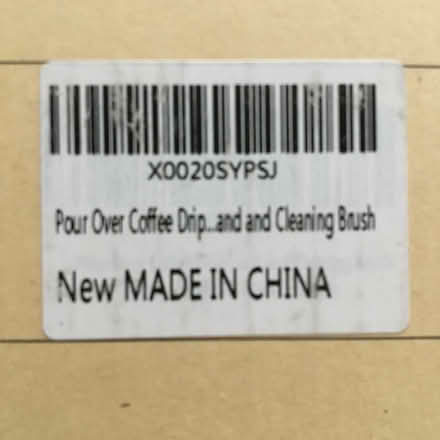 X0020SYPSJ
Pour Over Coffee Drip...and and Cleaning Brush
New MADE IN CHINA